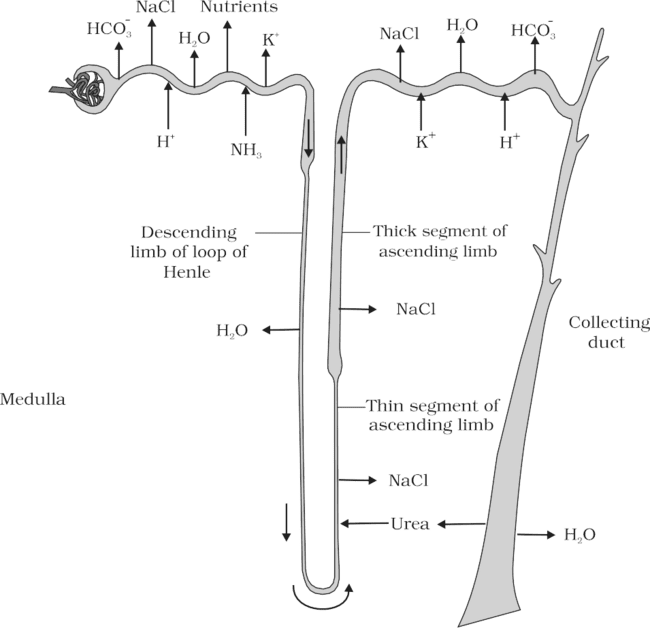 NaCl
Nutrients
HCO₃⁻
H₂O
K⁺
H⁺
NH₃
NaCl
H₂O
HCO₃⁻
K⁺
H⁺
Descending
limb of loop of
Henle
Thick segment of
ascending limb
H₂O
NaCl
Collecting
duct
Medulla
Thin segment of
ascending limb
NaCl
Urea
H₂O